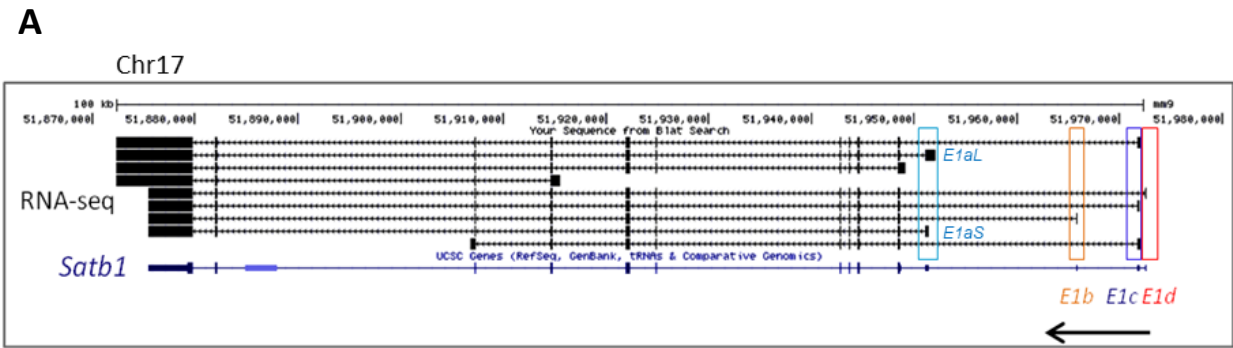 A
Chr17
100 kb mm9
51,870,000| 51,880,000| 51,890,000| 51,900,000| 51,910,000| 51,920,000| 51,930,000| 51,940,000| 51,950,000| 51,960,000| 51,970,000| 51,980,000|
Your Sequence from Blat Search
E1aL
RNA-seq
E1aS
UCSC Genes (RefSeq, GenBank, tRNAs & Comparative Genomics)
Satb1
E1b E1c E1d